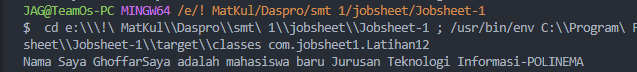 JAG@TeamOs-PC MINGW64 /e/! MatKul/Daspro/smt 1/jobsheet/Jobsheet-1
$  cd e:\\\!\ MatKul\\Daspro\\smt\ 1\\jobsheet\\Jobsheet-1 ; /usr/bin/env C:\\Program\ F
sheet\\Jobsheet-1\\target\\classes com.jobsheet1.Latihan12
Nama Saya GhoffarSaya adalah mahasiswa baru Jurusan Teknologi Informasi-POLINEMA